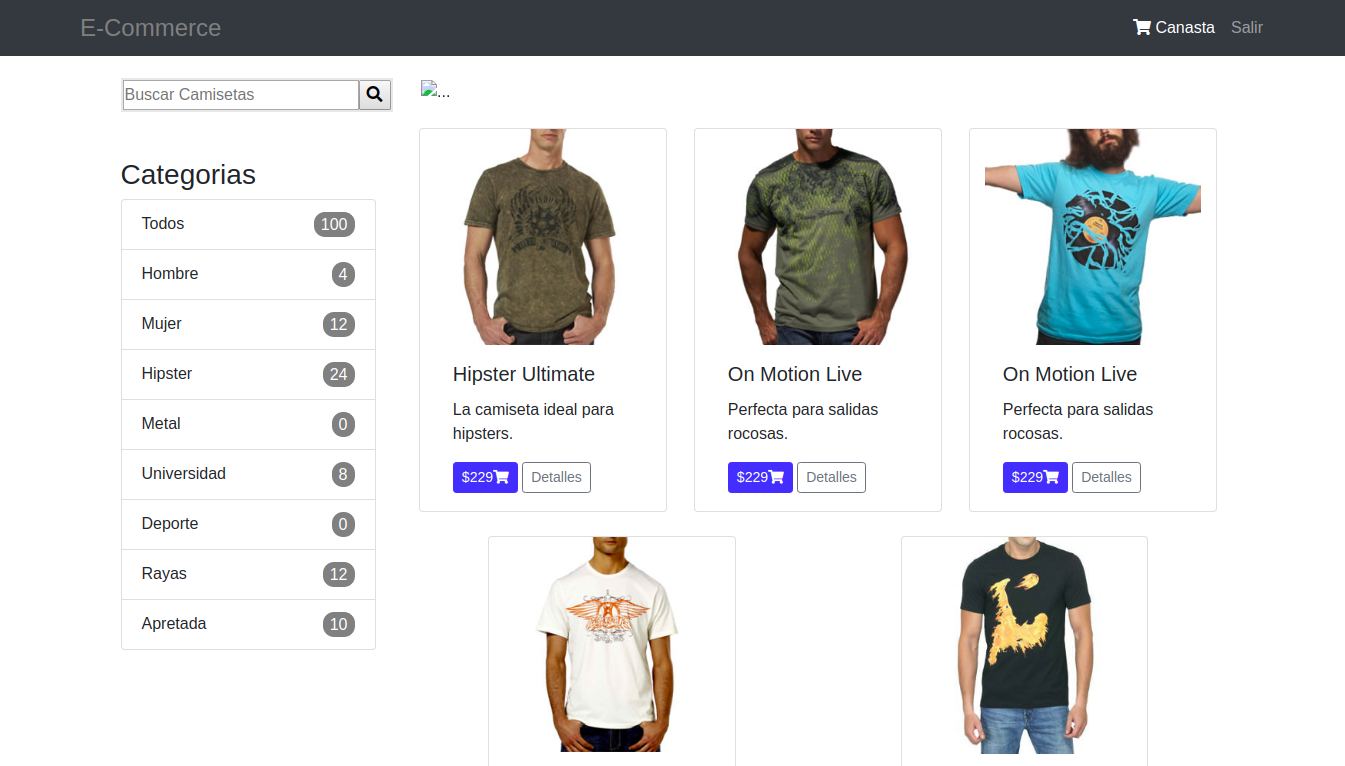 E-Commerce
Canasta Salir
Buscar Camisetas
...
Categorias
Todos 100
Hombre 4
Mujer 12
Hipster 24
Metal 0
Universidad 8
Deporte 0
Rayas 12
Apretada 10
Hipster Ultimate
La camiseta ideal para
hipsters.
$229 Detalles
On Motion Live
Perfecta para salidas
rocosas.
$229 Detalles
On Motion Live
Perfecta para salidas
rocosas.
$229 Detalles